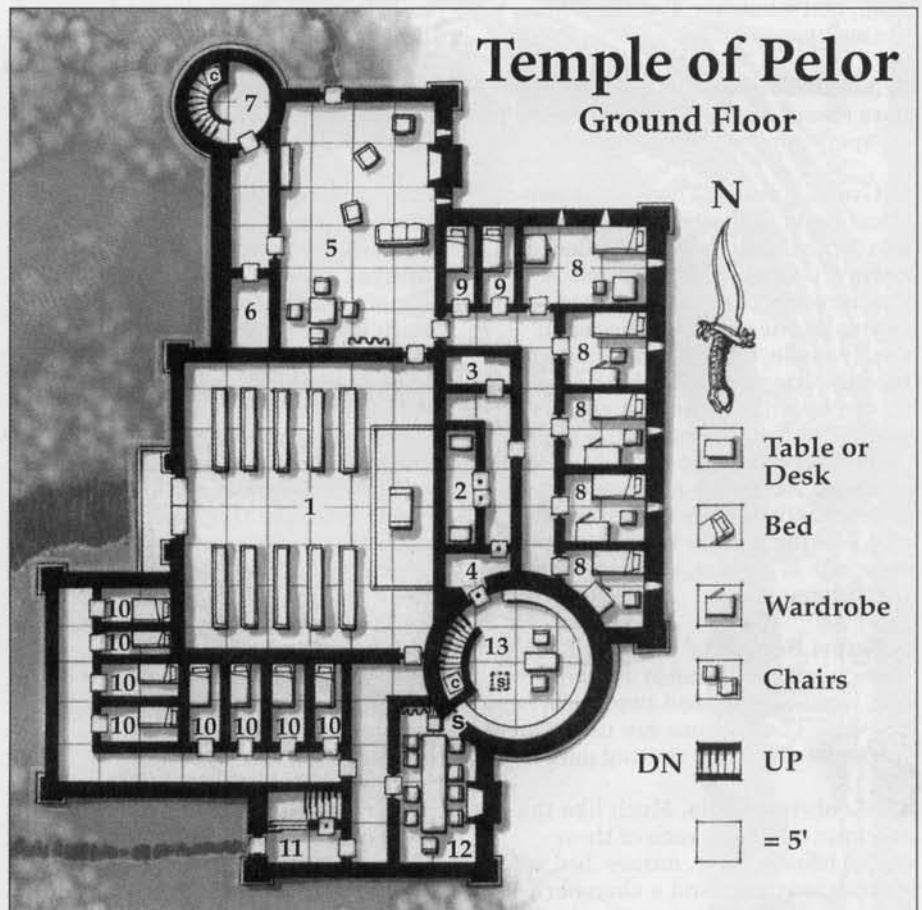 Temple of Pelor
Ground Floor
C
7
N
5
8
9
9
6
8
3
8
Table or
Desk
2
8
Bed
1
4
8
Wardrobe
10
13
10
S
Chairs
10
C
10
10
10
10
10
S
DN
UP
11
12
= 5'